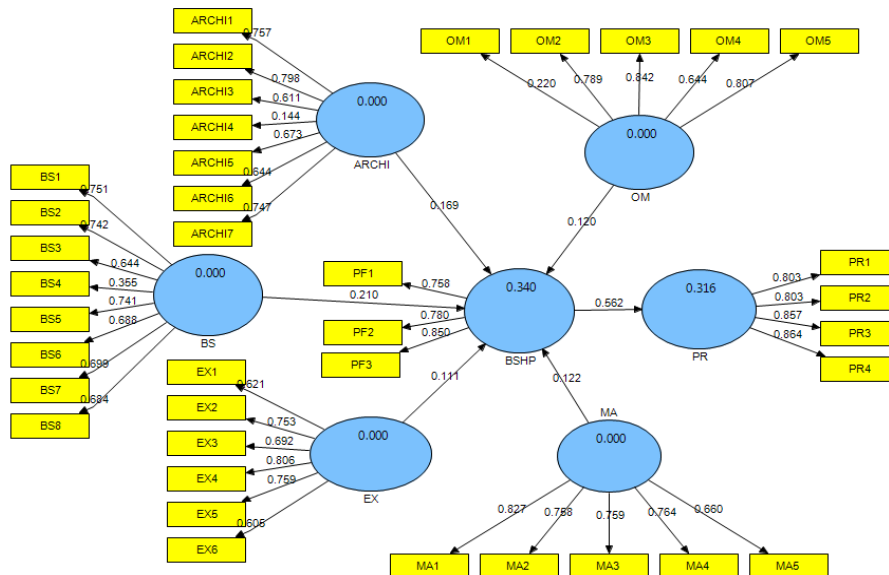 ARCHI1
0.757
ARCHI2
0.798
ARCHI3
0.611
ARCHI4
0.144
ARCHI5
0.673
ARCHI6
0.644
ARCHI7
0.747
0.000
ARCHI
OM1
OM2
OM3
OM4
OM5
0.220
0.789
0.842
0.644
0.807
0.000
OM
BS1
0.751
BS2
0.742
BS3
0.644
BS4
0.355
BS5
0.741
BS6
0.688
BS7
0.699
BS8
0.684
0.000
BS
0.169
0.120
0.210
PF1
0.758
PF2
0.780
PF3
0.850
0.340
BSHP
0.562
0.316
PR
PR1
0.803
PR2
0.803
PR3
0.857
PR4
0.864
EX1
0.621
EX2
0.753
EX3
0.692
EX4
0.806
EX5
0.759
EX6
0.605
0.000
EX
0.111
0.122
MA
0.000
0.827
0.758
0.759
0.764
0.660
MA1
MA2
MA3
MA4
MA5